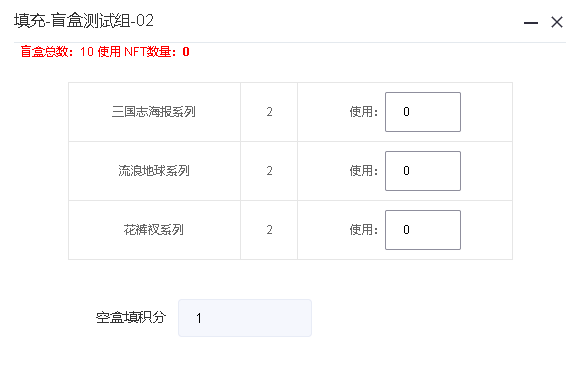 填充-盲盒测试组-02
盲盒总数：10 使用 NFT数量：0
三国志海报系列 2 使用： 0
流浪地球系列 2 使用： 0
花裤衩系列 2 使用： 0
空盒填积分 1